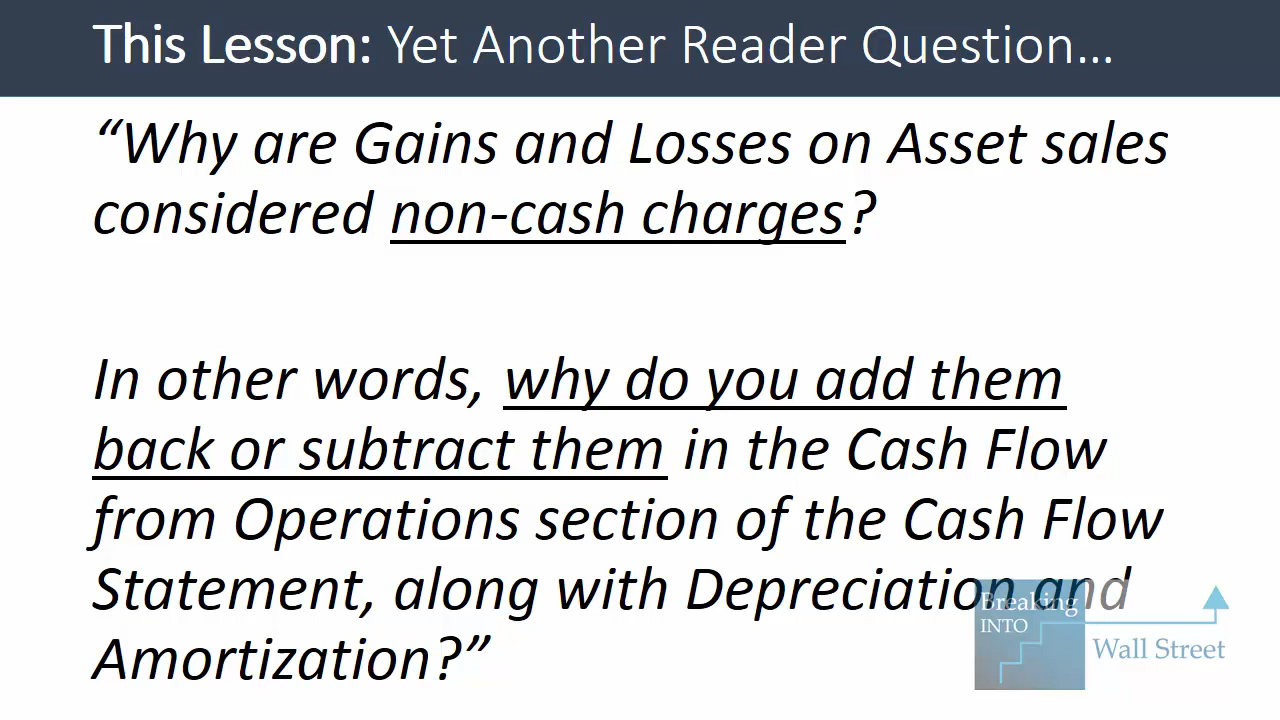 This Lesson: Yet Another Reader Question…
“Why are Gains and Losses on Asset sales
considered non-cash charges?
In other words, why do you add them
back or subtract them in the Cash Flow
from Operations section of the Cash Flow
Statement, along with Depreciation and
Amortization?”
Breaking
INTO
Wall Street